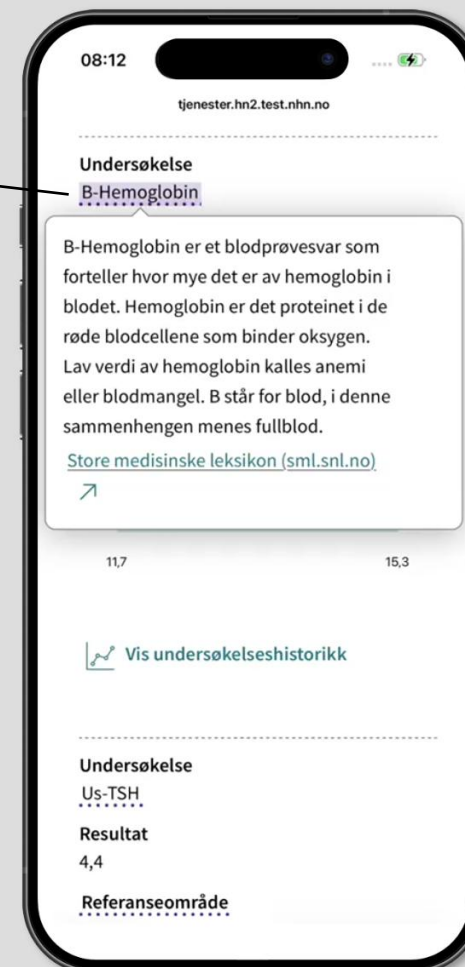 08:12
tjenester.hn2.test.nhn.no
Undersøkelse
B-Hemoglobin
B-Hemoglobin er et blodprøvesvar som
forteller hvor mye det er av hemoglobin i
blodet. Hemoglobin er det proteinet i de
røde blodcellene som binder oksygen.
Lav verdi av hemoglobin kalles anemi
eller blodmangel. B står for blod, i denne
sammenhengen menes fullblod.
Store medisinske leksikon (sml.snl.no)
11,7 15,3
Vis undersøkelseshistorikk
Undersøkelse
Us-TSH
Resultat
4,4
Referanseområde